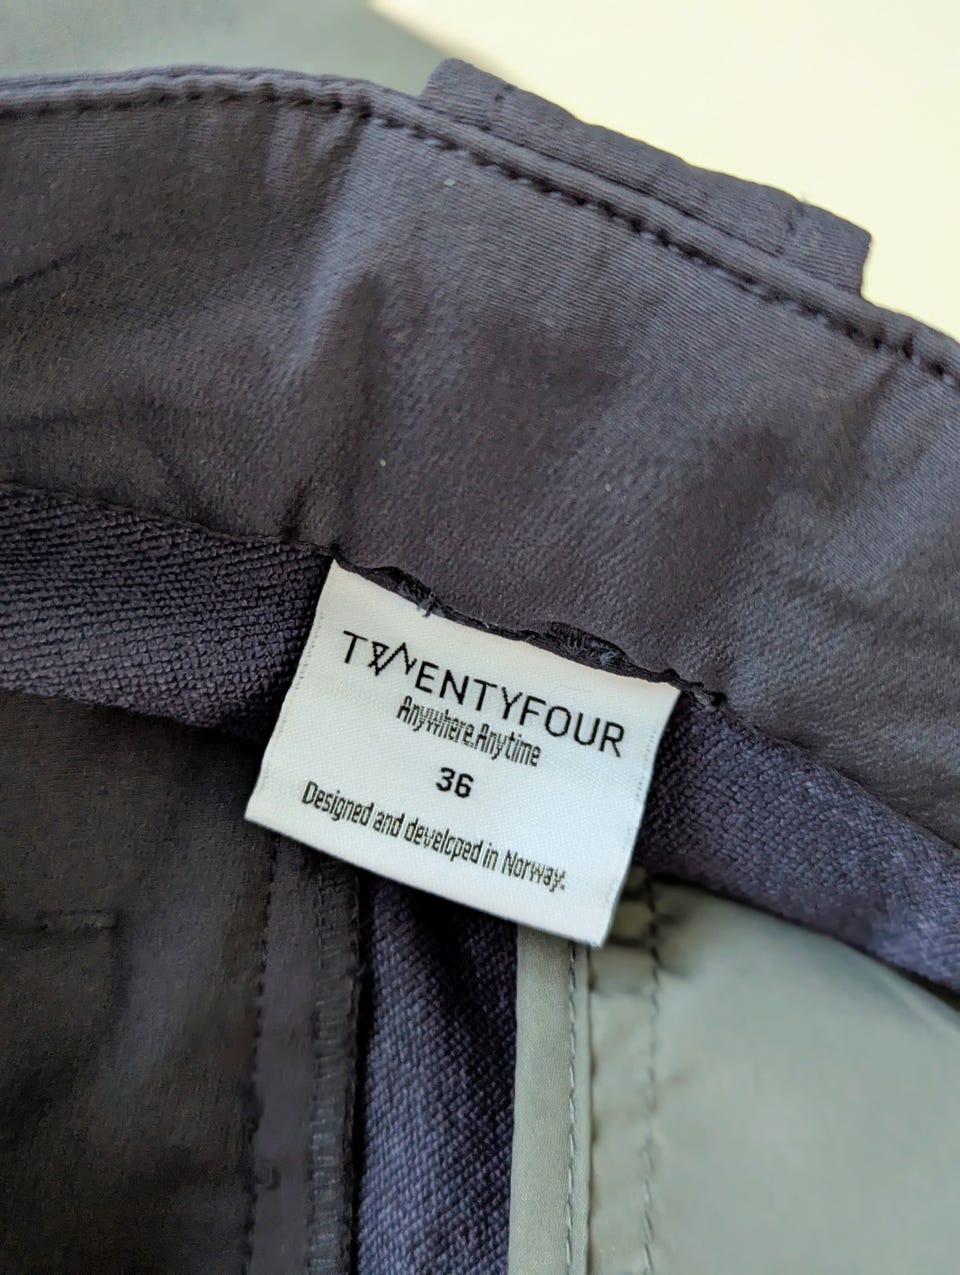 TWENTYFOUR
Anywhere.Anytime
36
Designed and developed in Norway.